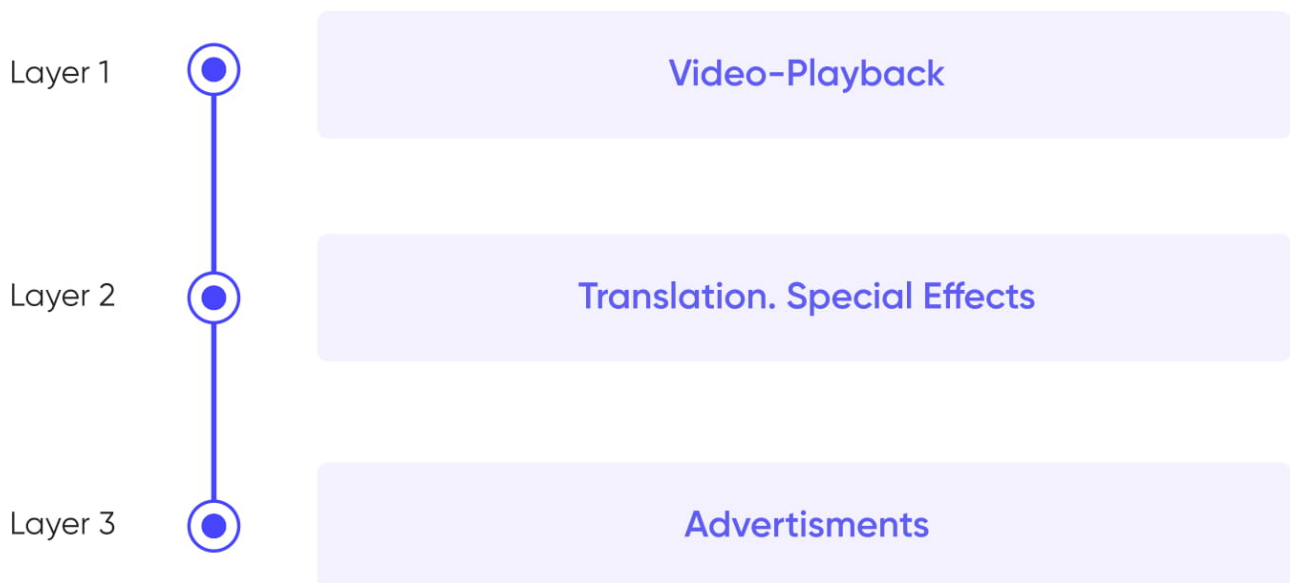 Layer 1
Video-Playback
Layer 2
Translation. Special Effects
Layer 3
Advertisments